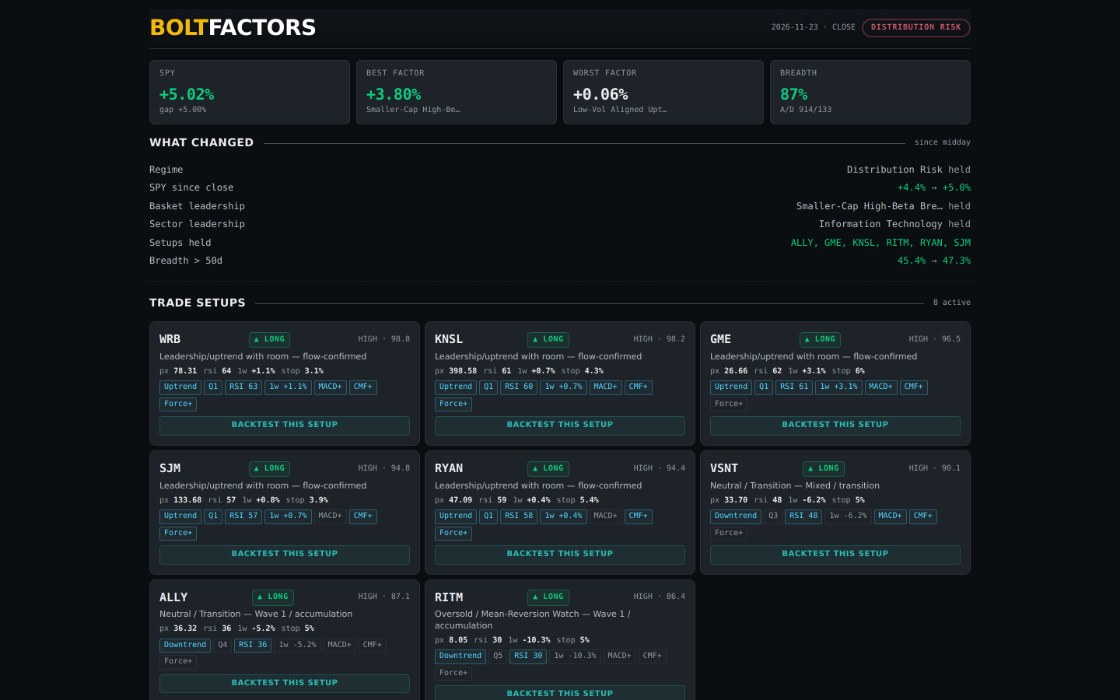 BOLTFACTORS
2026-11-23 · CLOSE DISTRIBUTION RISK
SPY
+5.02%
gap +5.00%
BEST FACTOR
+3.80%
Smaller-Cap High-Be…
WORST FACTOR
+0.06%
Low-Vol Aligned Upt…
BREADTH
87%
A/D 914/133
WHAT CHANGED since midday
Regime Distribution Risk held
SPY since close +4.4% → +5.0%
Basket leadership Smaller-Cap High-Beta Bre… held
Sector leadership Information Technology held
Setups held ALLY, GME, KNSL, RITM, RYAN, SJM
Breadth > 50d 45.4% → 47.3%
TRADE SETUPS 8 active
WRB ▲ LONG HIGH · 98.8
Leadership/uptrend with room — flow-confirmed
px 78.31 rsi 64 1w +1.1% stop 3.1%
Uptrend Q1 RSI 63 1w +1.1% MACD+ CMF+
Force+
BACKTEST THIS SETUP
KNSL ▲ LONG HIGH · 98.2
Leadership/uptrend with room — flow-confirmed
px 398.58 rsi 61 1w +0.7% stop 4.3%
Uptrend Q1 RSI 60 1w +0.7% MACD+ CMF+
Force+
BACKTEST THIS SETUP
GME ▲ LONG HIGH · 96.5
Leadership/uptrend with room — flow-confirmed
px 26.66 rsi 62 1w +3.1% stop 6%
Uptrend Q1 RSI 61 1w +3.1% MACD+ CMF+
Force+
BACKTEST THIS SETUP
SJM ▲ LONG HIGH · 94.8
Leadership/uptrend with room — flow-confirmed
px 133.68 rsi 57 1w +0.8% stop 3.9%
Uptrend Q1 RSI 57 1w +0.7% MACD+ CMF+
Force+
BACKTEST THIS SETUP
RYAN ▲ LONG HIGH · 94.4
Leadership/uptrend with room — flow-confirmed
px 47.09 rsi 59 1w +0.4% stop 5.4%
Uptrend Q1 RSI 58 1w +0.4% MACD+ CMF+
Force+
BACKTEST THIS SETUP
VSNT ▲ LONG HIGH · 90.1
Neutral / Transition — Mixed / transition
px 33.70 rsi 48 1w -6.2% stop 5%
Downtrend Q3 RSI 48 1w -6.2% MACD+ CMF+
Force+
BACKTEST THIS SETUP
ALLY ▲ LONG HIGH · 87.1
Neutral / Transition — Wave 1 / accumulation
px 36.32 rsi 36 1w -5.2% stop 5%
Downtrend Q4 RSI 36 1w -5.2% MACD+ CMF+
Force+
BACKTEST THIS SETUP
RITM ▲ LONG HIGH · 86.4
Oversold / Mean-Reversion Watch — Wave 1 /
accumulation
px 8.05 rsi 30 1w -10.3% stop 5%
Downtrend Q5 RSI 30 1w -10.3% MACD+ CMF+
Force+
BACKTEST THIS SETUP